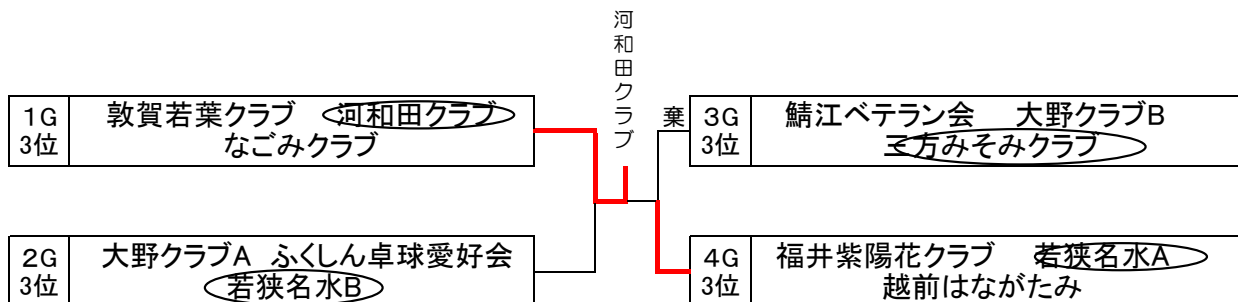 河和田クラブ
1G
3位
敦賀若葉クラブ 河和田クラブ
なごみクラブ
棄
3G
3位
鯖江ベテラン会 大野クラブB
三方みそみクラブ
2G
3位
大野クラブA ふくしん卓球愛好会
若狭名水B
4G
3位
福井紫陽花クラブ 若狭名水A
越前はながたみ